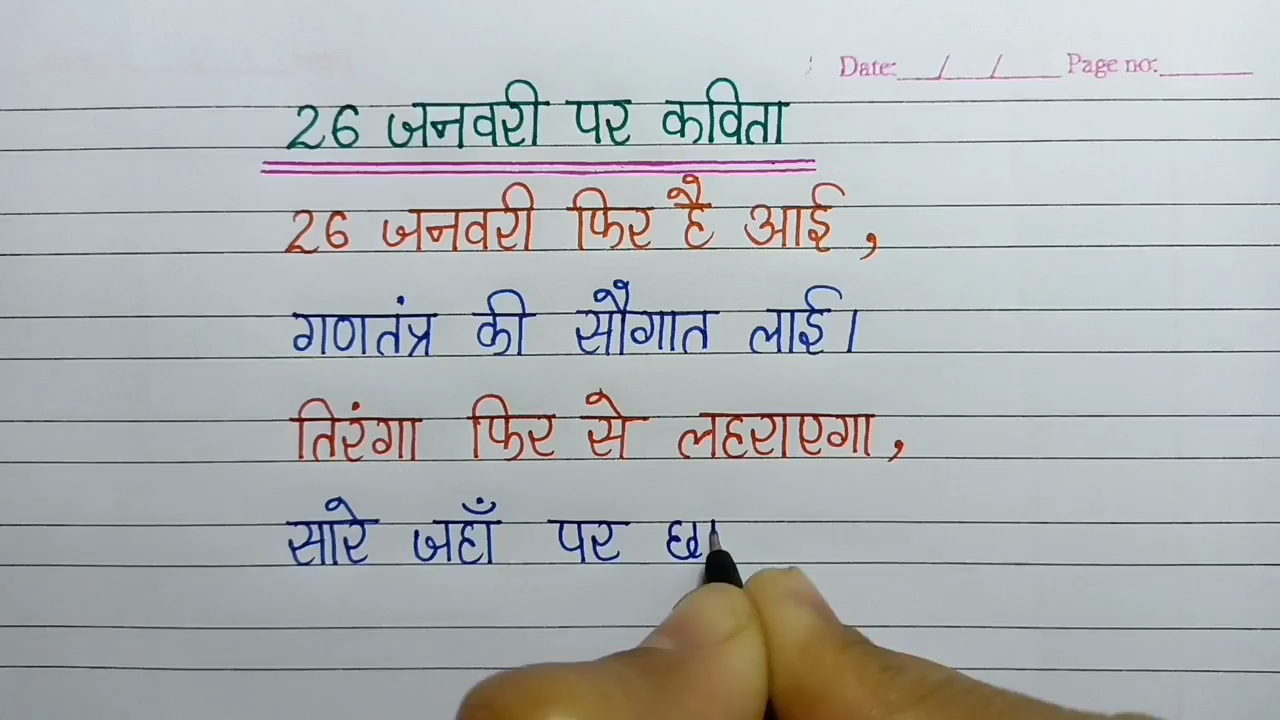 Date: / / Page no:
26 जनवरी पर कविता
26 जनवरी फिर है आई,
गणतंत्र की सौगात लाई।
तिरंगा फिर से लहराएगा,
सारे जहाँ पर छा